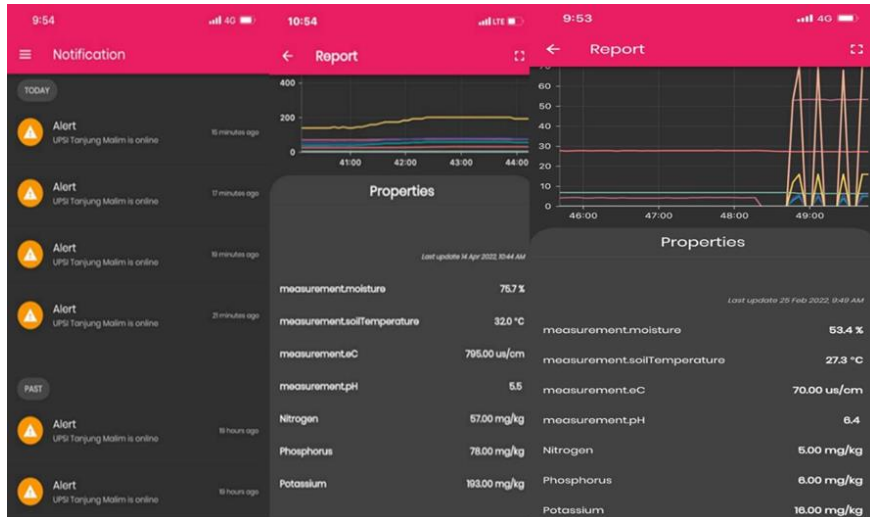 9:54
4G
Notification
TODAY
Alert
UPSI Tanjung Malim is online
15 minutes ago
Alert
UPSI Tanjung Malim is online
17 minutes ago
Alert
UPSI Tanjung Malim is online
19 minutes ago
Alert
UPSI Tanjung Malim is online
21 minutes ago
PAST
Alert
UPSI Tanjung Malim is online
Alert
UPSI Tanjung Malim is online
10:54
LTE
Report
400
200
0
41:00 42:00 43:00 44:00
Properties
Last update 14 Apr 2022, 10:44 AM
measurement.moisture 75.7 %
measurement.soilTemperature 32.0 °C
measurement.eC 795.00 us/cm
measurement.pH 5.5
Nitrogen 57.00 mg/kg
Phosphorus 78.00 mg/kg
Potassium 193.00 mg/kg
9:53
4G
Report
60
50
40
30
20
10
0
46:00 47:00 48:00 49:00
Properties
Last update 25 Feb 2022, 9:49 AM
measurement.moisture 53.4 %
measurement.soilTemperature 27.3 °C
measurement.eC 70.00 us/cm
measurement.pH 6.4
Nitrogen 5.00 mg/kg
Phosphorus 6.00 mg/kg
Potassium 16.00 mg/kg